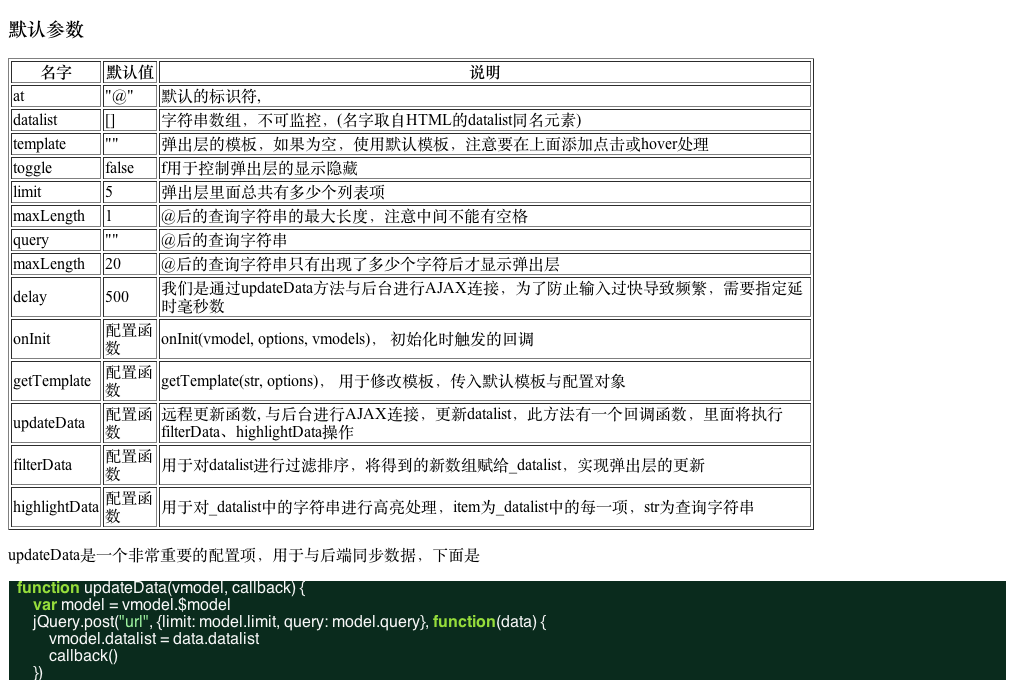 默认参数
名字 默认值 说明
at "@" 默认的标识符,
datalist [] 字符串数组，不可监控，(名字取自HTML的datalist同名元素)
template "" 弹出层的模板，如果为空，使用默认模板，注意要在上面添加点击或hover处理
toggle false f用于控制弹出层的显示隐藏
limit 5 弹出层里面总共有多少个列表项
maxLength 1 @后的查询字符串的最大长度，注意中间不能有空格
query "" @后的查询字符串
maxLength 20 @后的查询字符串只有出现了多少个字符后才显示弹出层
delay 500 我们是通过updateData方法与后台进行AJAX连接，为了防止输入过快导致频繁，需要指定延
时毫秒数
onInit 配置函
数 onInit(vmodel, options, vmodels)， 初始化时触发的回调
getTemplate 配置函
数 getTemplate(str, options)， 用于修改模板，传入默认模板与配置对象
updateData 配置函
数 远程更新函数, 与后台进行AJAX连接，更新datalist，此方法有一个回调函数，里面将执行
filterData、highlightData操作
filterData 配置函
数 用于对datalist进行过滤排序，将得到的新数组赋给_datalist，实现弹出层的更新
highlightData 配置函
数 用于对_datalist中的字符串进行高亮处理，item为_datalist中的每一项，str为查询字符串
updateData是一个非常重要的配置项，用于与后端同步数据，下面是
function updateData(vmodel, callback) {
var model = vmodel.$model
jQuery.post("url", {limit: model.limit, query: model.query}, function(data) {
vmodel.datalist = data.datalist
callback()
})